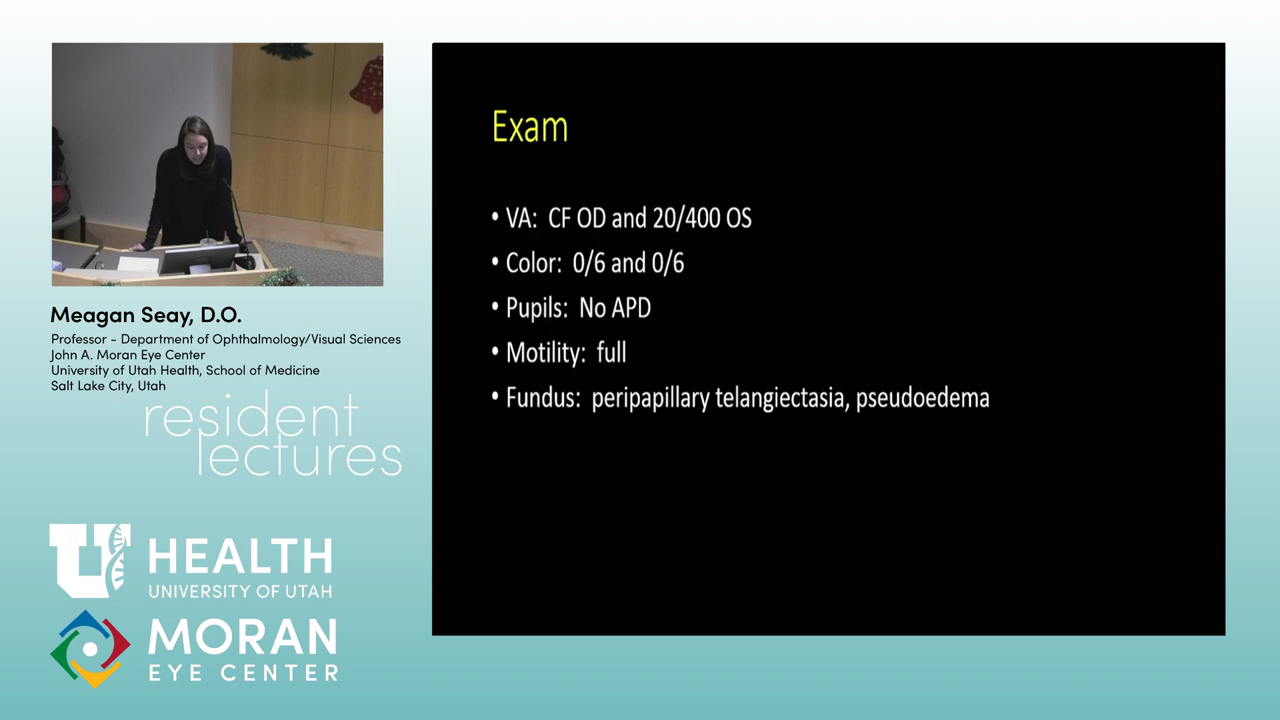 Meagan Seay, D.O.
Professor – Department of Ophthalmology/Visual Sciences
John A. Moran Eye Center
University of Utah Health, School of Medicine
Salt Lake City, Utah
resident
lectures
U HEALTH
UNIVERSITY OF UTAH
MORAN
EYE CENTER
Exam
• VA: CF OD and 20/400 OS
• Color: 0/6 and 0/6
• Pupils: No APD
• Motility: full
• Fundus: peripapillary telangiectasia, pseudoedema